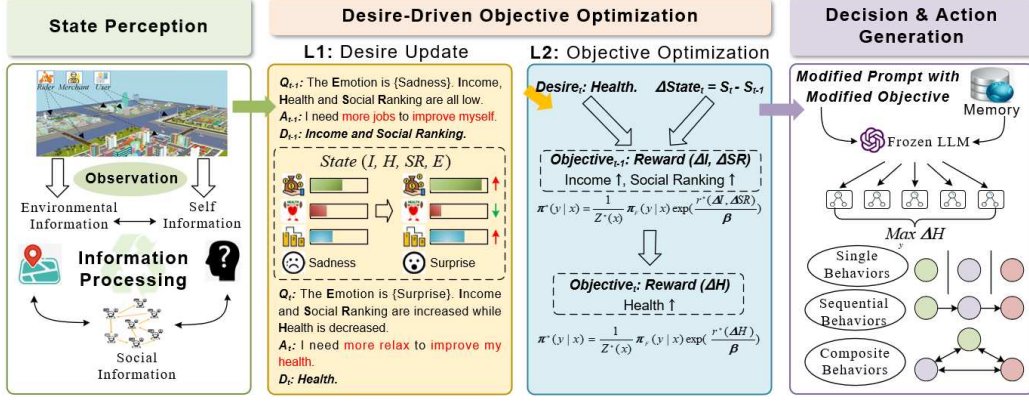 State Perception
Rider Merchant User
Observation
Environmental Information
Self Information
Information Processing
Social Information
Desire-Driven Objective Optimization
L1: Desire Update
Qt-1: The Emotion is {Sadness}. Income,
Health and Social Ranking are all low.
At-1: I need more jobs to improve myself.
Dt-1: Income and Social Ranking.
State (I, H, SR, E)
Sadness
Surprise
Qt: The Emotion is {Surprise}. Income
and Social Ranking are increased while
Health is decreased.
At: I need more relax to improve my
health.
Dt: Health.
L2: Objective Optimization
Desiret: Health. ΔStatet = St - St-1
Objectivet-1: Reward (ΔI, ΔSR)
Income ↑, Social Ranking ↑
π*(y | x) = 1/Z*(x) πr (y | x) exp( r*(ΔI, ΔSR)/β )
Objectivet: Reward (ΔH)
Health ↑
π*(y | x) = 1/Z*(x) πr (y | x) exp( r*(ΔH)/β )
Decision & Action
Generation
Modified Prompt with
Modified Objective
Memory
Frozen LLM
Max ΔH
y
Single
Behaviors
Sequential
Behaviors
Composite
Behaviors